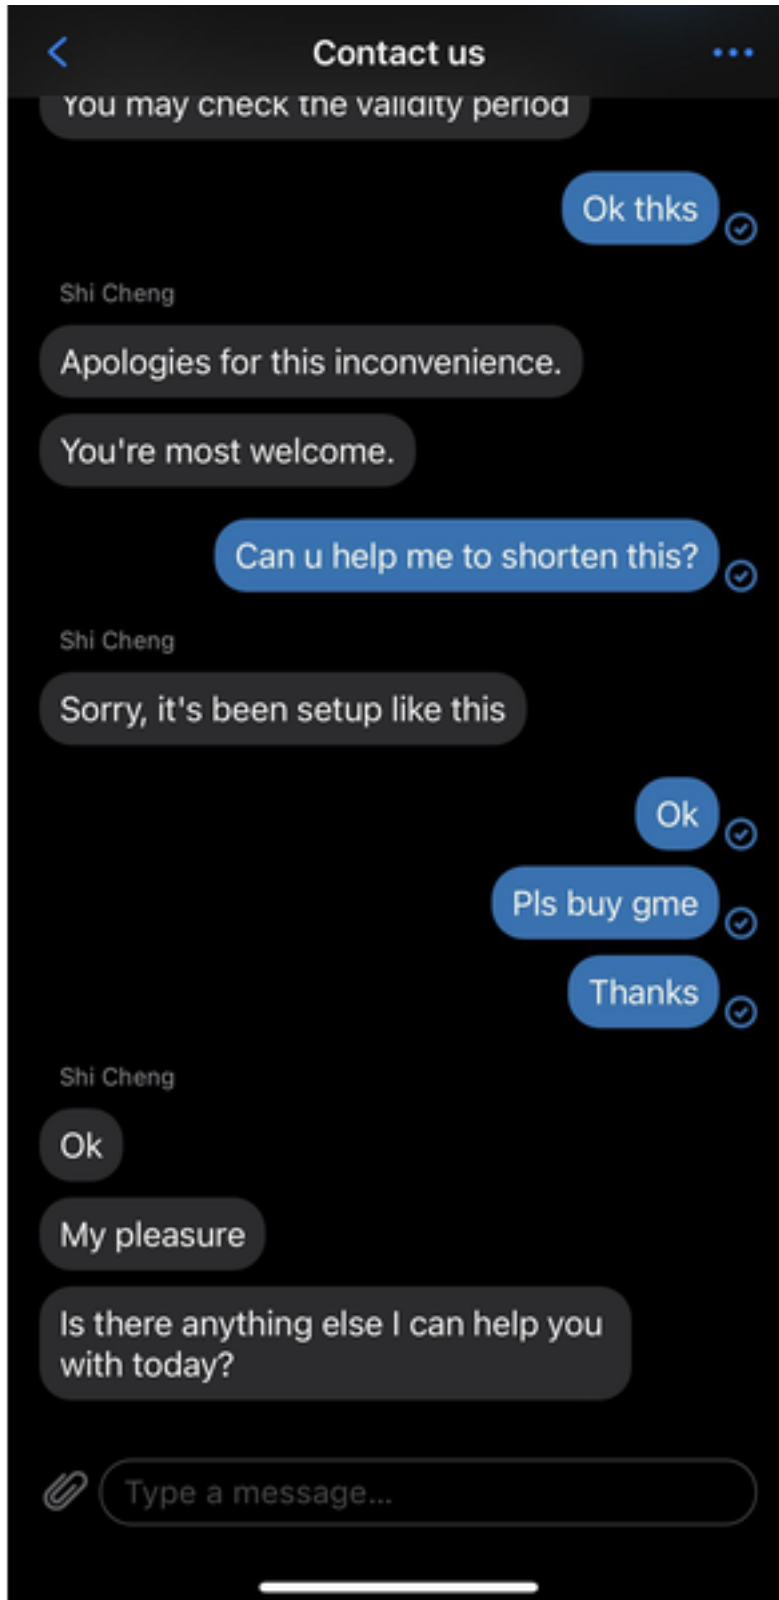 Contact us
You may check the validity period
Ok thks
Shi Cheng
Apologies for this inconvenience.
You're most welcome.
Can u help me to shorten this?
Shi Cheng
Sorry, it's been setup like this
Ok
Pls buy gme
Thanks
Shi Cheng
Ok
My pleasure
Is there anything else I can help you
with today?
Type a message...